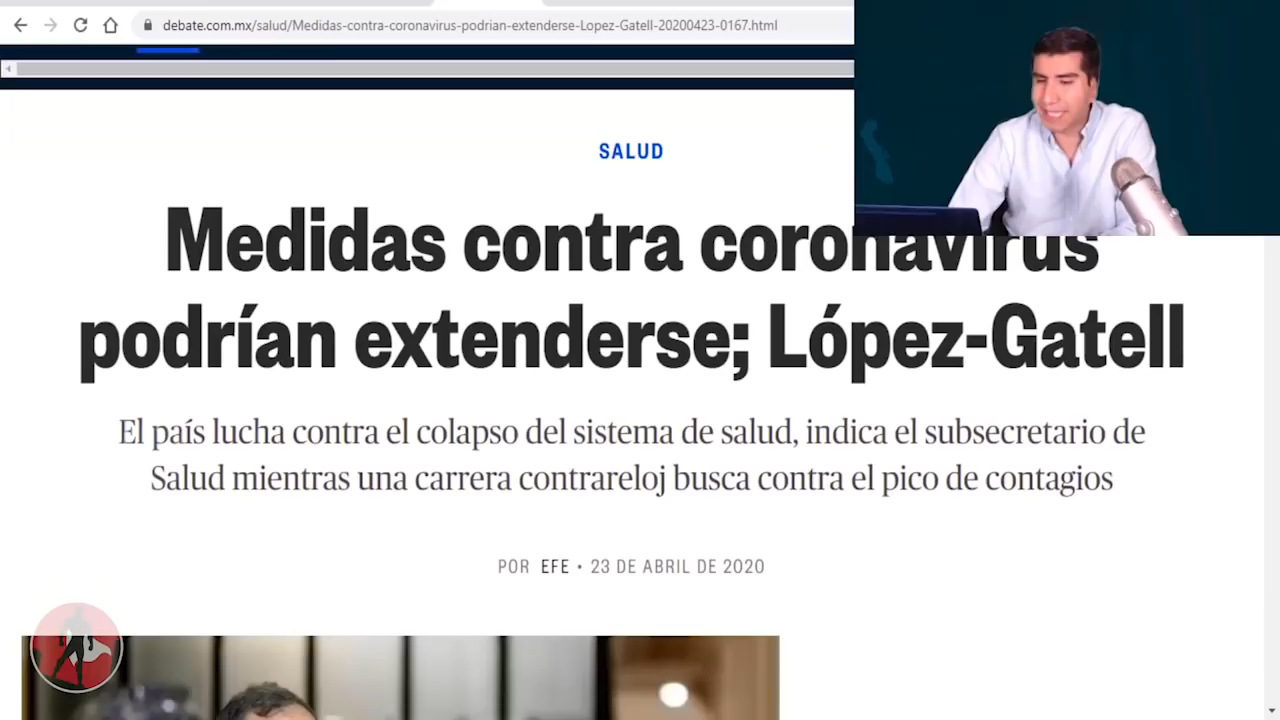 debate.com.mx/salud/Medidas-contra-coronavirus-podrian-extenderse-Lopez-Gatell-20200423-0167.html
SALUD
Medidas contra coronavirus
podrían extenderse; López-Gatell
El país lucha contra el colapso del sistema de salud, indica el subsecretario de
Salud mientras una carrera contrareloj busca contra el pico de contagios
POR EFE • 23 DE ABRIL DE 2020